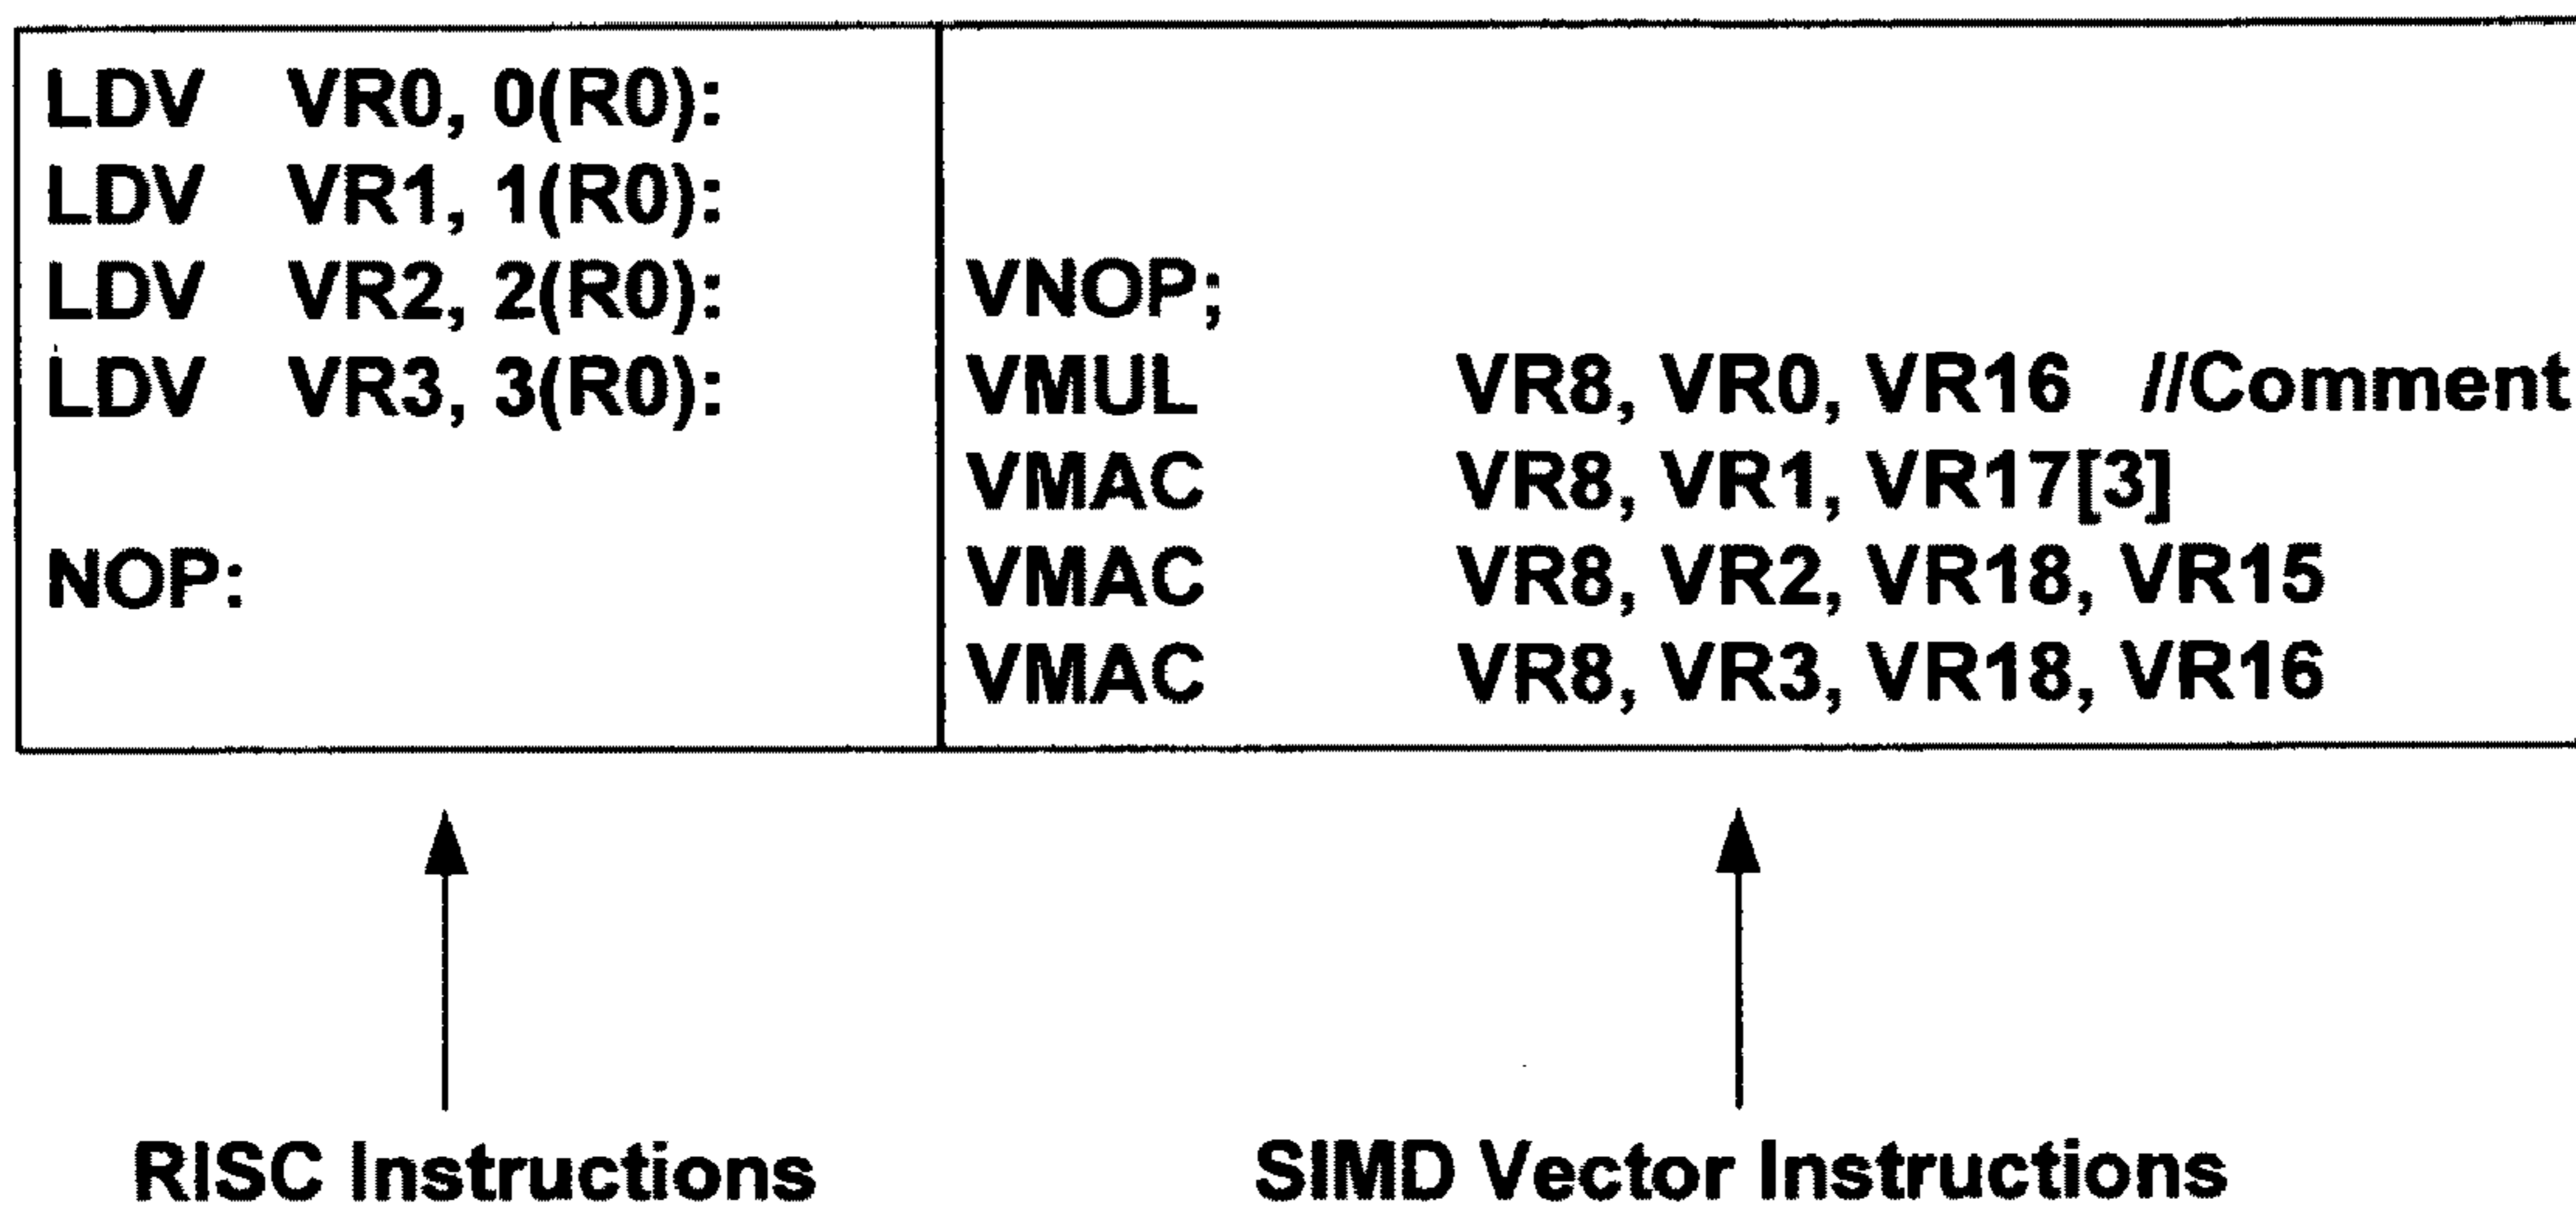 LDV VR0, 0(R0):
LDV VR1, 1(R0):
LDV VR2, 2(R0): VNOP;
LDV VR3, 3(R0): VMUL VR8, VR0, VR16 //Comment
VMAC VR8, VR1, VR17[3]
NOP: VMAC VR8, VR2, VR18, VR15
VMAC VR8, VR3, VR18, VR16
RISC Instructions SIMD Vector Instructions